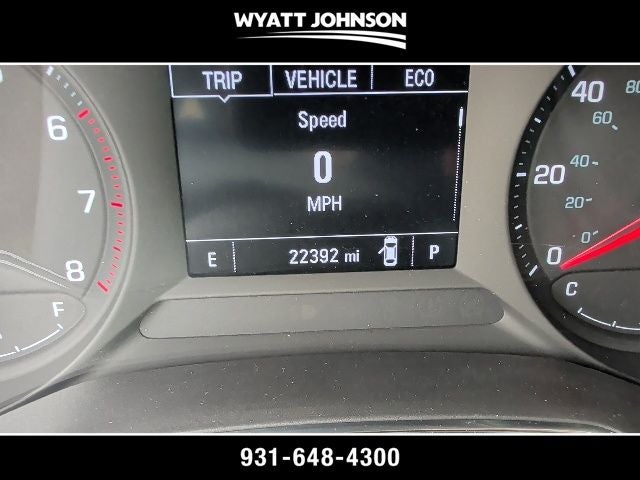 WYATT JOHNSON
TRIP VEHICLE ECO
Speed
0
MPH
E 22392 mi P
6
7
8
F
40 80
60
20 40
20
0 0
C
931-648-4300